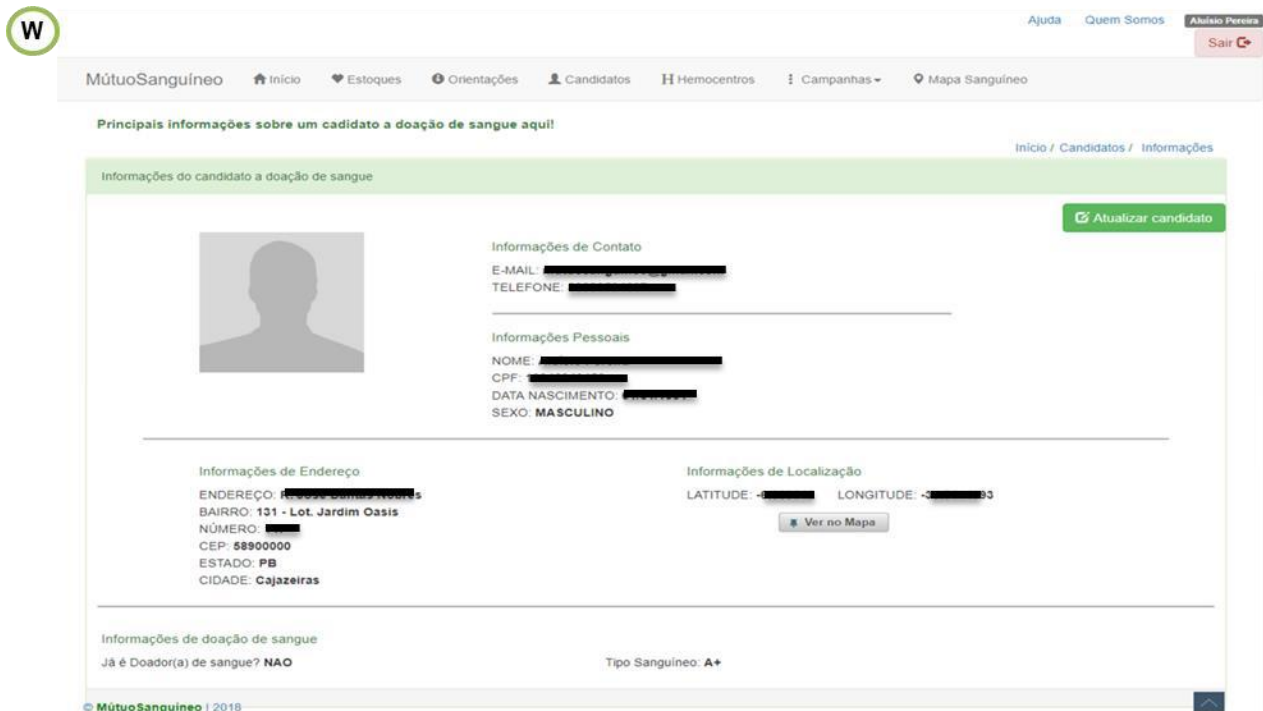 W
Ajuda Quem Somos Aluísio Pereira
Sair
MútuoSanguíneo Início Estoques Orientações Candidatos H Hemocentros Campanhas Mapa Sanguíneo
Principais informações sobre um cadidato a doação de sangue aqui!
Início / Candidatos / Informações
Informações do candidato a doação de sangue
Atualizar candidato
Informações de Contato
E-MAIL:
TELEFONE:
Informações Pessoais
NOME:
CPF:
DATA NASCIMENTO:
SEXO: MASCULINO
Informações de Endereço
ENDEREÇO:
BAIRRO: 131 - Lot. Jardim Oasis
NÚMERO:
CEP: 58900000
ESTADO: PB
CIDADE: Cajazeiras
Informações de Localização
LATITUDE: LONGITUDE:
Ver no Mapa
Informações de doação de sangue
Já é Doador(a) de sangue? NAO
Tipo Sanguíneo: A+
© MútuoSanguíneo | 2018